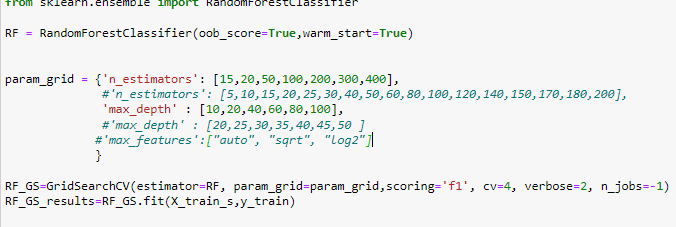 from sklearn.ensemble import RandomForestClassifier
RF = RandomForestClassifier(oob_score=True,warm_start=True)
param_grid = {'n_estimators': [15,20,50,100,200,300,400],
#'n_estimators': [5,10,15,20,25,30,40,50,60,80,100,120,140,150,170,180,200],
'max_depth' : [10,20,40,60,80,100],
#'max_depth' : [20,25,30,35,40,45,50 ]
#'max_features':["auto", "sqrt", "log2"]
}
RF_GS=GridSearchCV(estimator=RF, param_grid=param_grid,scoring='f1', cv=4, verbose=2, n_jobs=-1)
RF_GS_results=RF_GS.fit(X_train_s,y_train)